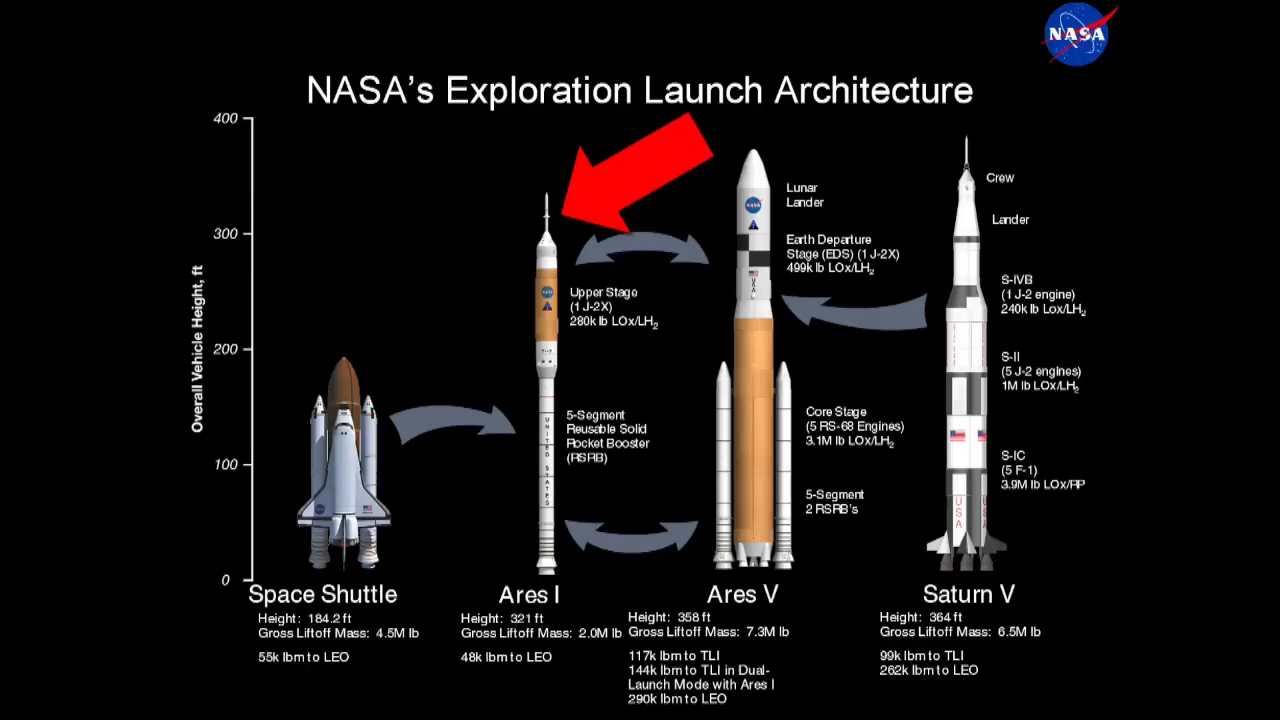 NASA
NASA's Exploration Launch Architecture
Overall Vehicle Height, ft
400
300
200
100
0
Space Shuttle
Height: 184.2 ft
Gross Liftoff Mass: 4.5M lb
55k lbm to LEO
NASA
UNITED STATES
Upper Stage
(1 J-2X)
280k lb LOx/LH2
5-Segment
Reusable Solid
Rocket Booster
(RSRB)
Ares I
Height: 321 ft
Gross Liftoff Mass: 2.0M lb
48k lbm to LEO
NASA
USA
Lunar
Lander
Earth Departure
Stage (EDS) (1 J-2X)
499k lb LOx/LH2
Core Stage
(5 RS-68 Engines)
3.1M lb LOx/LH2
5-Segment
2 RSRB's
Ares V
Height: 358 ft
Gross Liftoff Mass: 7.3M lb
117k lbm to TLI
144k lbm to TLI in Dual-
Launch Mode with Ares I
290k lbm to LEO
Crew
Lander
S-IVB
(1 J-2 engine)
240k lb Lox/LH2
S-II
(5 J-2 engines)
1M lb LOx/LH2
S-IC
(5 F-1)
3.9M lb LOx/RP
USA
USA
Saturn V
Height: 364 ft
Gross Liftoff Mass: 6.5M lb
99k lbm to TLI
262k lbm to LEO